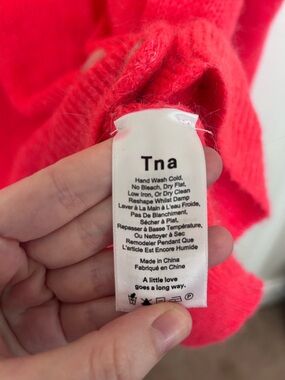 Tna
Hand Wash Cold,
No Bleach, Dry Flat,
Low Iron, Or Dry Clean
Reshape Whilst Damp
Laver à La Main à L'eau Froide,
Pas De Blanchiment,
Sécher à Plat,
Repasser à Basse Température,
Ou Nettoyer à Sec
Remodeler Pendant Que
L'article Est Encore Humide
Made in China
Fabriqué en Chine
A little love
goes a long way.